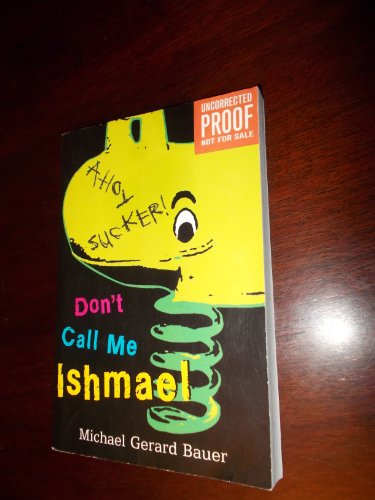 UNCORRECTED
PROOF
NOT FOR SALE
AHOY
SUCKER!
Don't
Call Me
Ishmael
Michael Gerard Bauer